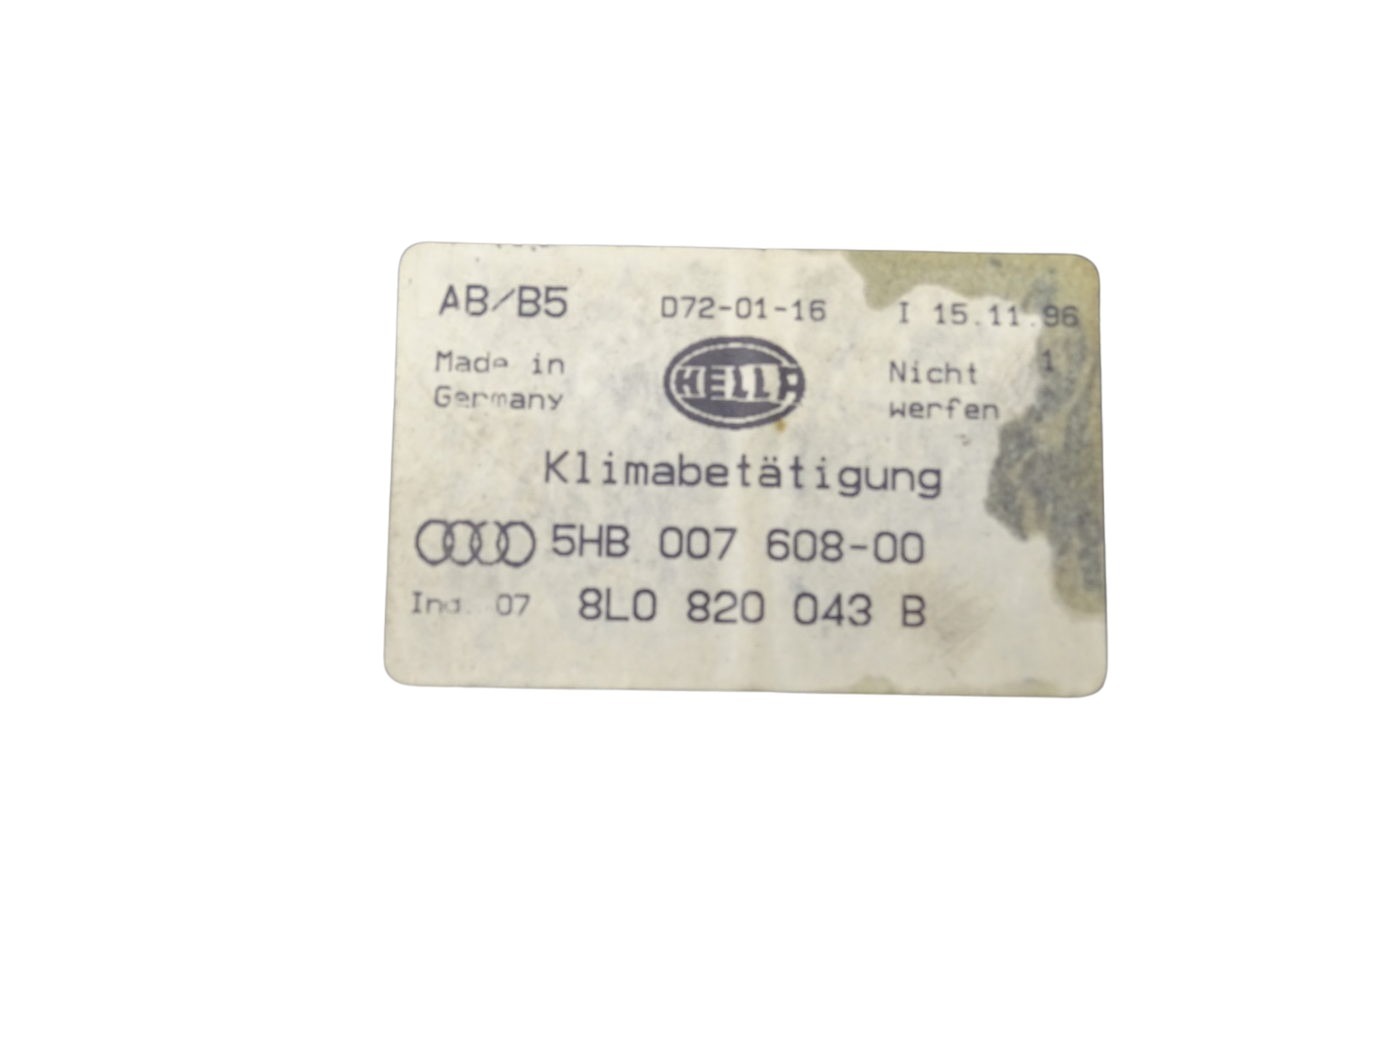 AB/B5 D72-01-16 I 15.11.96
Made in HELLA Nicht 1
Germany werfen
Klimabetätigung
5HB 007 608-00
Ind. 07 8L0 820 043 B